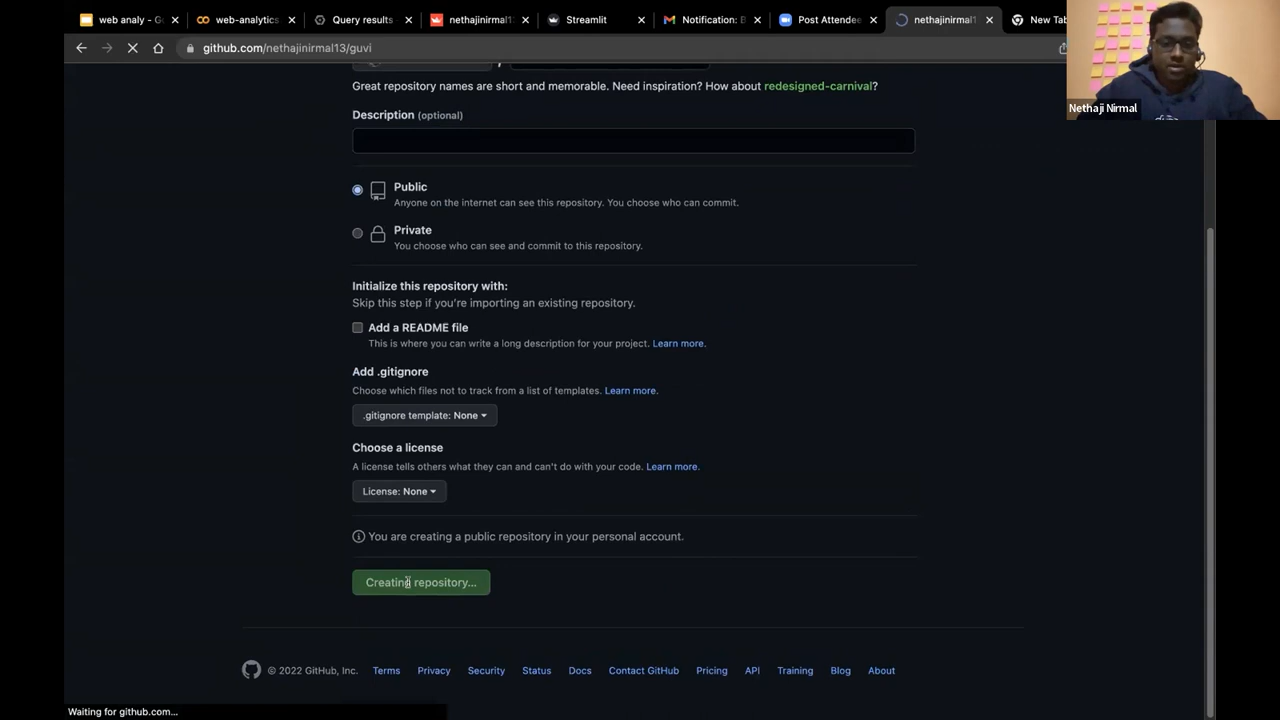 web analy - Go
web-analytics
Query results
nethajinirmal13
Streamlit
Notification: B
Post Attendee
nethajinirmal1
New Tab
github.com/nethajinirmal13/guvi
Nethaji Nirmal
Great repository names are short and memorable. Need inspiration? How about redesigned-carnival?
Description (optional)
Public
Anyone on the internet can see this repository. You choose who can commit.
Private
You choose who can see and commit to this repository.
Initialize this repository with:
Skip this step if you're importing an existing repository.
Add a README file
This is where you can write a long description for your project. Learn more.
Add .gitignore
Choose which files not to track from a list of templates. Learn more.
.gitignore template: None
Choose a license
A license tells others what they can and can't do with your code. Learn more.
License: None
You are creating a public repository in your personal account.
Creating repository...
© 2022 GitHub, Inc. Terms Privacy Security Status Docs Contact GitHub Pricing API Training Blog About
Waiting for github.com...